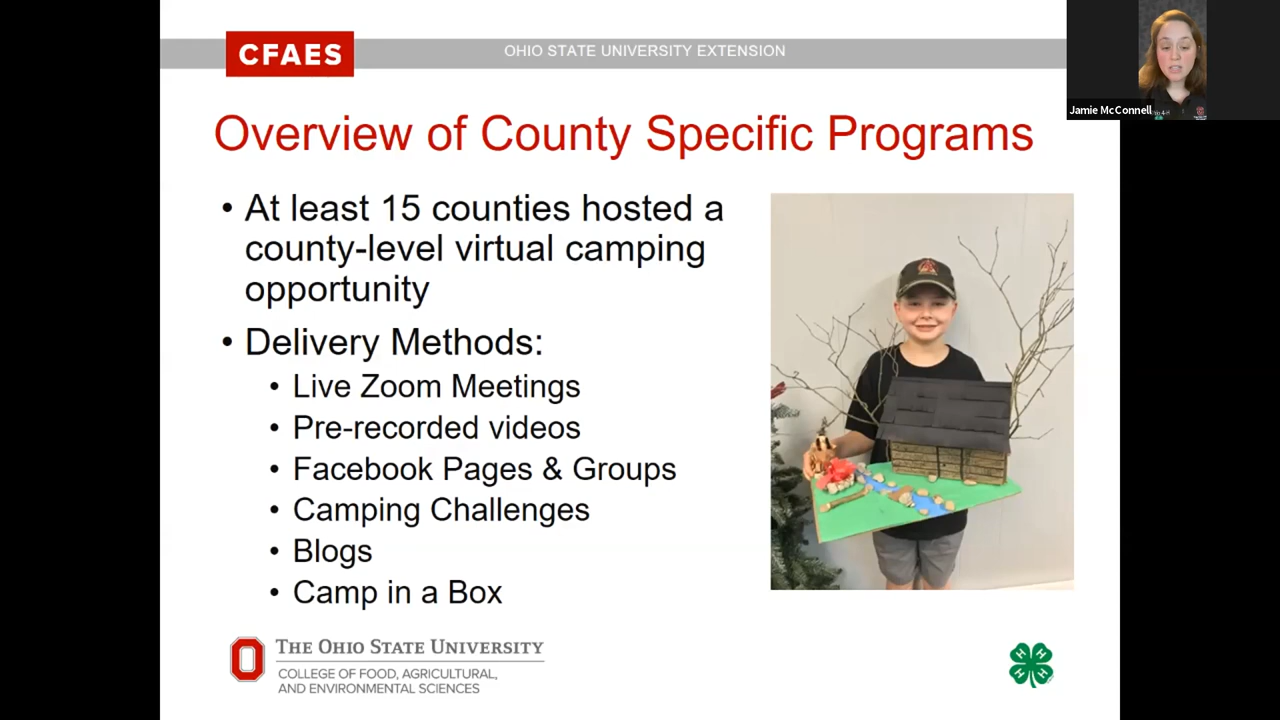 CFAES
OHIO STATE UNIVERSITY EXTENSION
Jamie McConnell
Overview of County Specific Programs
• At least 15 counties hosted a
county-level virtual camping
opportunity
• Delivery Methods:
• Live Zoom Meetings
• Pre-recorded videos
• Facebook Pages & Groups
• Camping Challenges
• Blogs
• Camp in a Box
THE OHIO STATE UNIVERSITY
COLLEGE OF FOOD, AGRICULTURAL,
AND ENVIRONMENTAL SCIENCES
H H H H